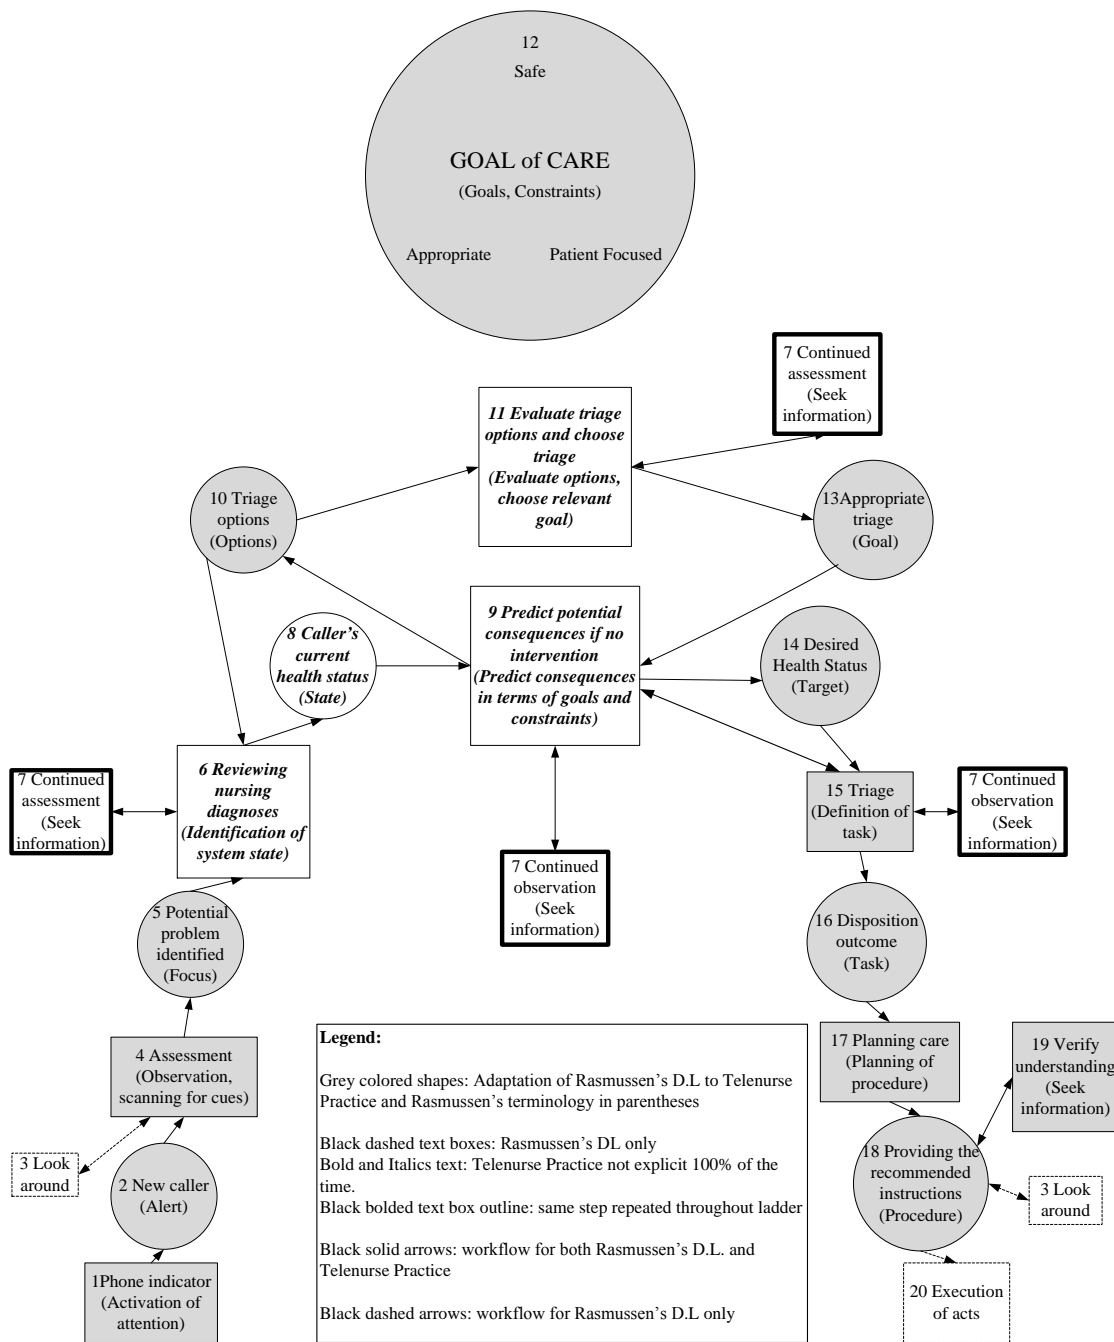 12
Safe
GOAL of CARE
(Goals, Constraints)
Appropriate
Patient Focused
7 Continued
assessment
(Seek
information)
11 Evaluate triage
options and choose
triage
(Evaluate options,
choose relevant
goal)
10 Triage
options
(Options)
13Appropriate
triage
(Goal)
9 Predict potential
consequences if no
intervention
(Predict consequences
in terms of goals and
constraints)
8 Caller’s
current
health status
(State)
14 Desired
Health Status
(Target)
6 Reviewing
nursing
diagnoses
(Identification of
system state)
7 Continued
assessment
(Seek
information)
15 Triage
(Definition of
task)
7 Continued
observation
(Seek
information)
7 Continued
observation
(Seek
information)
5 Potential
problem
identified
(Focus)
16 Disposition
outcome
(Task)
4 Assessment
(Observation,
scanning for cues)
17 Planning care
(Planning of
procedure)
19 Verify
understanding
(Seek
information)
3 Look
around
2 New caller
(Alert)
18 Providing the
recommended
instructions
(Procedure)
3 Look
around
1Phone indicator
(Activation of
attention)
20 Execution
of acts
Legend:
Grey colored shapes: Adaptation of Rasmussen’s D.L to Telenurse
Practice and Rasmussen’s terminology in parentheses
Black dashed text boxes: Rasmussen’s DL only
Bold and Italics text: Telenurse Practice not explicit 100% of the
time.
Black bolded text box outline: same step repeated throughout ladder
Black solid arrows: workflow for both Rasmussen’s D.L. and
Telenurse Practice
Black dashed arrows: workflow for Rasmussen’s D.L only